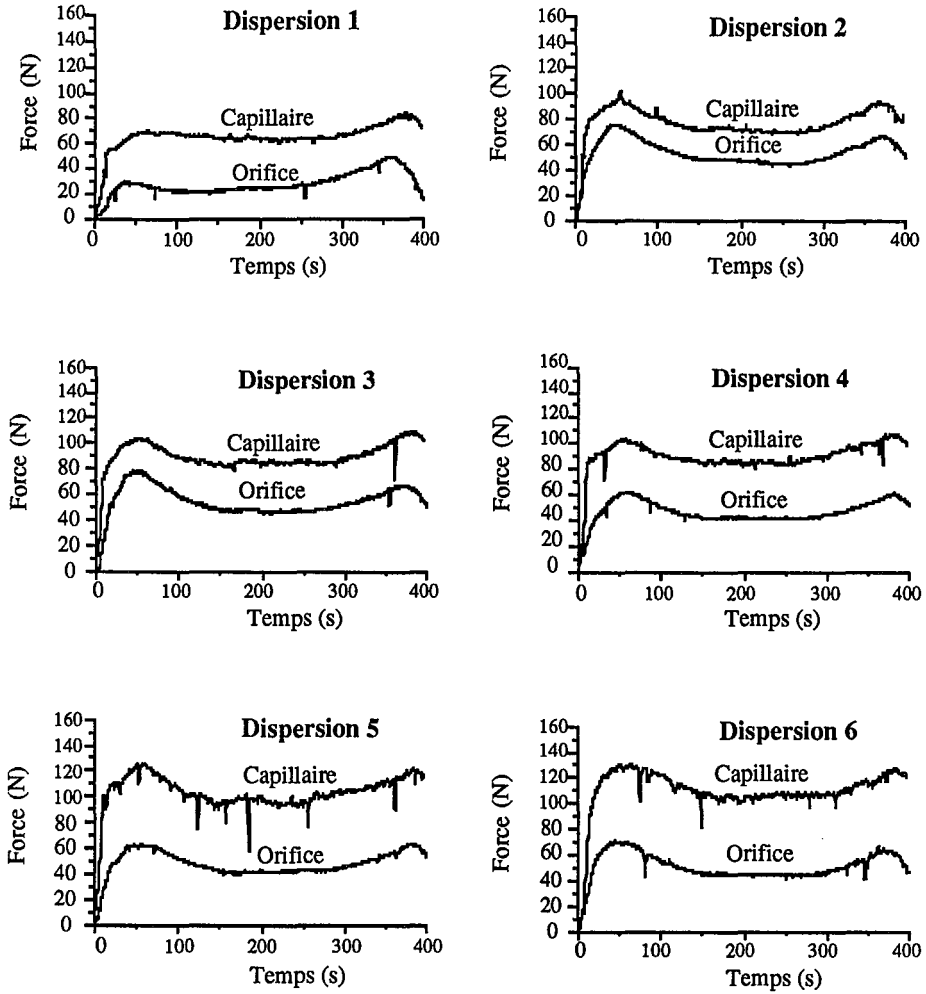 Dispersion 1
Force (N)
160
140
120
100
80
60
40
20
0
Capillaire
Orifice
0 100 200 300 400
Temps (s)
Dispersion 2
Force (N)
160
140
120
100
80
60
40
20
0
Capillaire
Orifice
0 100 200 300 400
Temps (s)
Dispersion 3
Force (N)
160
140
120
100
80
60
40
20
0
Capillaire
Orifice
0 100 200 300 400
Temps (s)
Dispersion 4
Force (N)
160
140
120
100
80
60
40
20
0
Capillaire
Orifice
0 100 200 300 400
Temps (s)
Dispersion 5
Force (N)
160
140
120
100
80
60
40
20
0
Capillaire
Orifice
0 100 200 300 400
Temps (s)
Dispersion 6
Force (N)
160
140
120
100
80
60
40
20
0
Capillaire
Orifice
0 100 200 300 400
Temps (s)